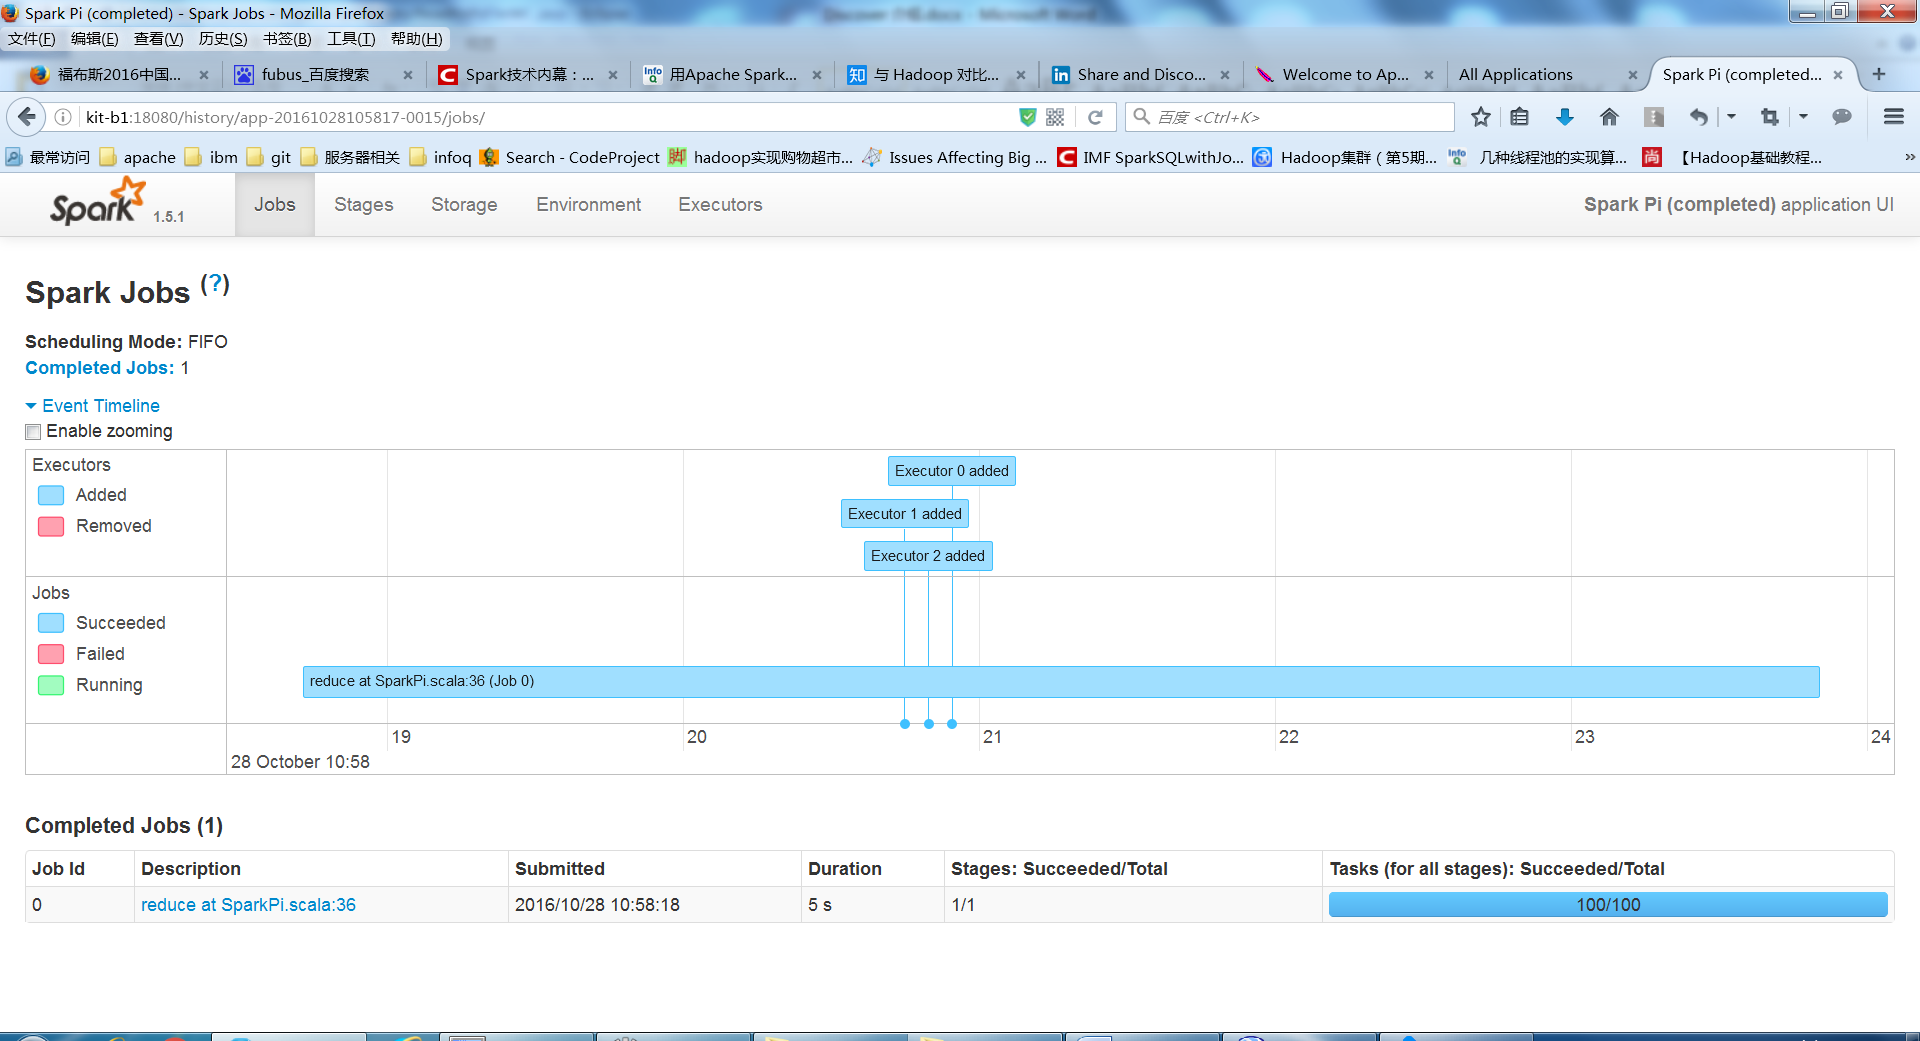 Spark Pi (completed) - Spark Jobs - Mozilla Firefox
文件(F) 编辑(E) 查看(V) 历史(S) 书签(B) 工具(T) 帮助(H)
福布斯2016中国... fubus_百度搜索 Spark技术内幕：... 用Apache Spark... 与 Hadoop 对比... Share and Disco... Welcome to Ap... All Applications Spark Pi (completed...
kit-b1:18080/history/app-20161028105817-0015/jobs/ 百度 <Ctrl+K>
最常访问 apache ibm git 服务器相关 infoq Search - CodeProject hadoop实现购物超市... Issues Affecting Big ... IMF SparkSQLwithJo... Hadoop集群（第5期... 几种线程池的实现算... 【Hadoop基础教程...
Spark 1.5.1 Jobs Stages Storage Environment Executors Spark Pi (completed) application UI
Spark Jobs (?)
Scheduling Mode: FIFO
Completed Jobs: 1
Event Timeline
Enable zooming
Executors
Added
Removed
Executor 0 added
Executor 1 added
Executor 2 added
Jobs
Succeeded
Failed
Running
reduce at SparkPi.scala:36 (Job 0)
19 20 21 22 23 24
28 October 10:58
Completed Jobs (1)
Job Id Description Submitted Duration Stages: Succeeded/Total Tasks (for all stages): Succeeded/Total
0 reduce at SparkPi.scala:36 2016/10/28 10:58:18 5 s 1/1 100/100